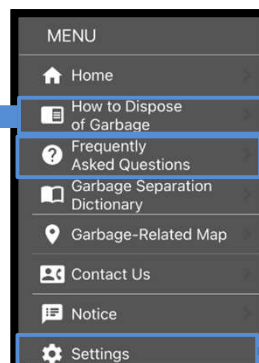 MENU
Home
How to Dispose
of Garbage
Frequently
Asked Questions
Garbage Separation
Dictionary
Garbage-Related Map
Contact Us
Notice
Settings